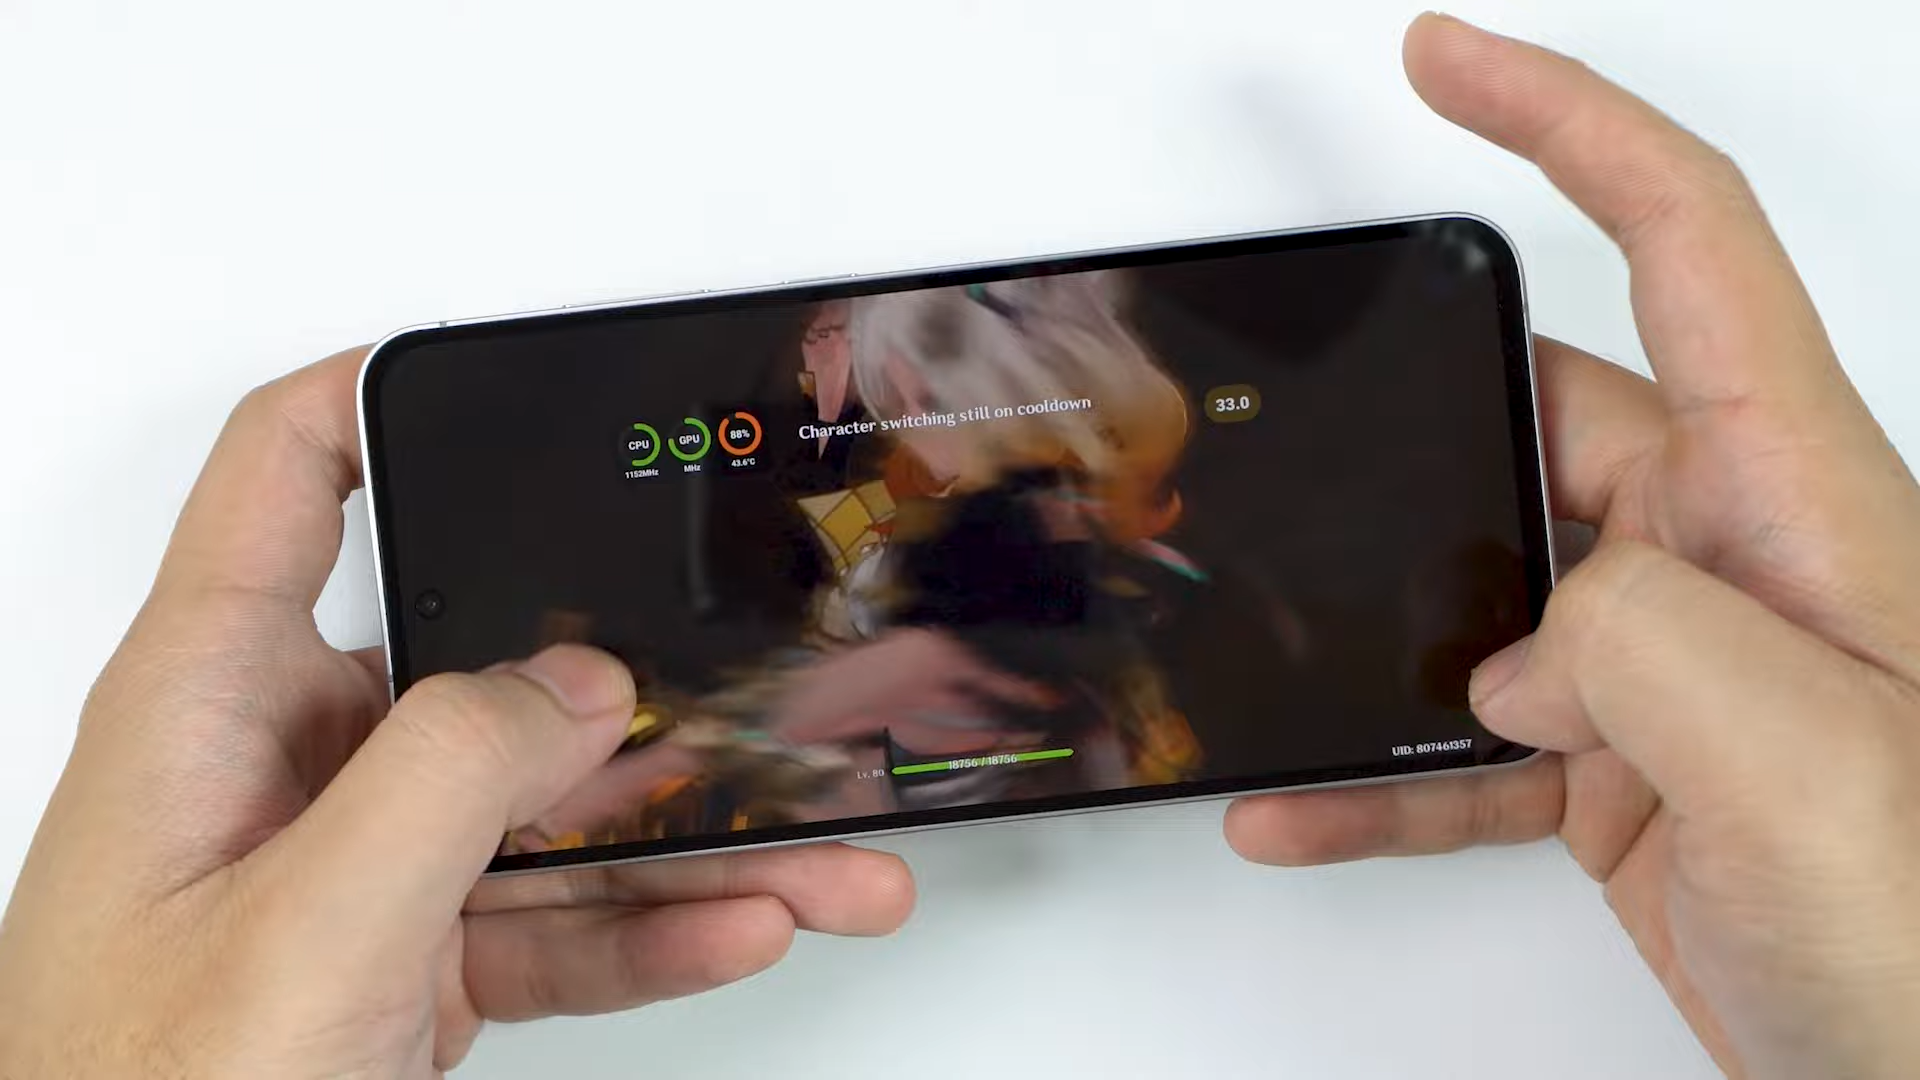 Character switching still on cooldown
33.0
CPU
GPU
88%
1152MHz
MHz
43.6°C
Lv. 80
18756 / 18756
UID: 807461357